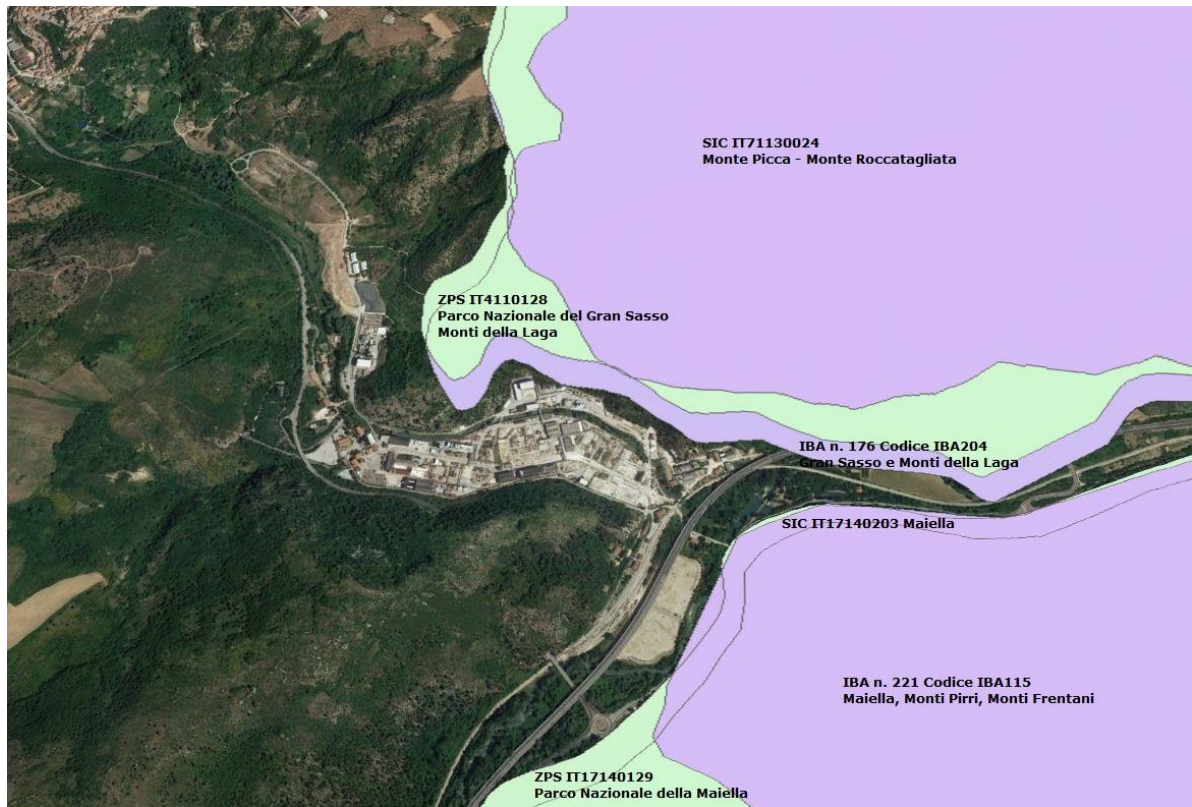 SIC IT71130024
Monte Picca - Monte Roccatagliata
ZPS IT4110128
Parco Nazionale del Gran Sasso
Monti della Laga
IBA n. 176 Codice IBA204
Gran Sasso e Monti della Laga
SIC IT17140203 Maiella
IBA n. 221 Codice IBA115
Maiella, Monti Pirri, Monti Frentani
ZPS IT17140129
Parco Nazionale della Maiella